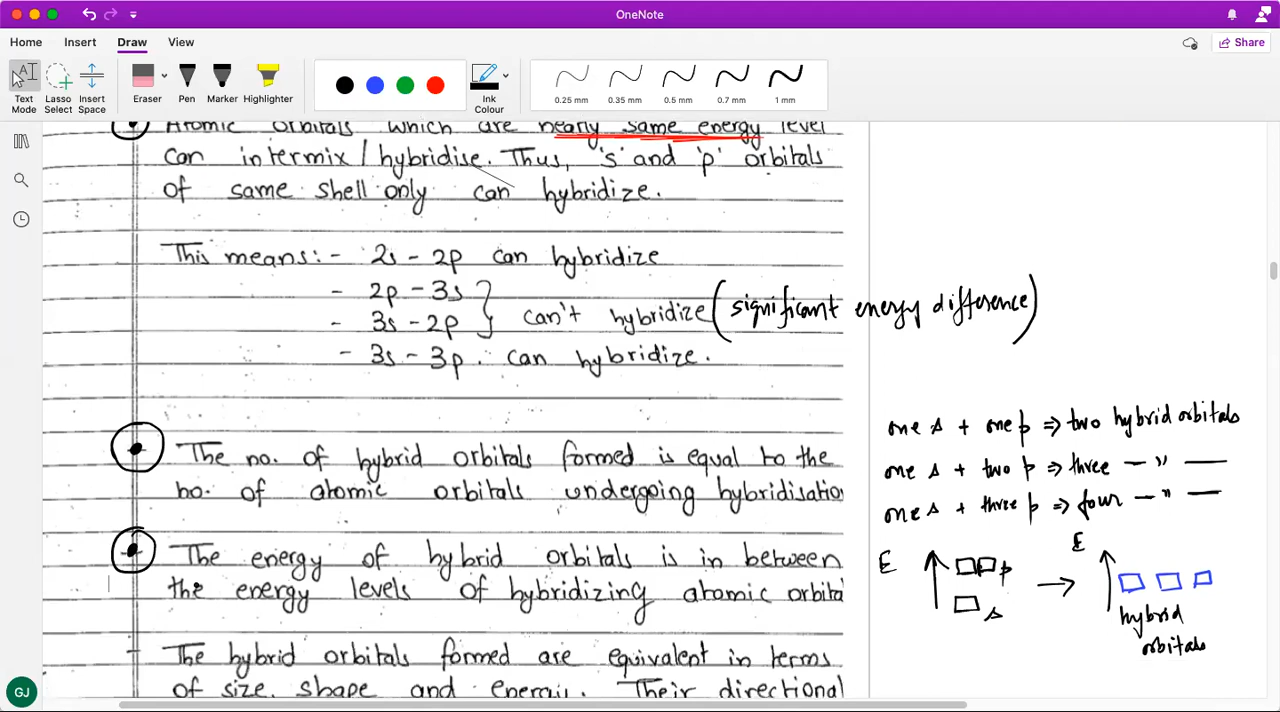 OneNote
Home Insert Draw View
Share
Text Mode
Lasso Select
Insert Space
Eraser
Pen
Marker
Highlighter
Ink Colour
0.25 mm 0.35 mm 0.5 mm 0.7 mm 1 mm
Atomic orbitals which are nearly same energy level
can intermix / hybridise. Thus, 's' and 'p' orbitals
of same shell only can hybridize.
This means:- 2s - 2p can hybridize
- 2p - 3s
- 3s - 2p } can't hybridize (significant energy difference)
- 3s - 3p. can hybridize.
one s + one p ⇒ two hybrid orbitals
one s + two p ⇒ three — " —
one s + three p ⇒ four — " —
The no. of hybrid orbitals formed is equal to the
no. of atomic orbitals undergoing hybridisatio
The energy of hybrid orbitals is in between
the energy levels of hybridizing atomic orbita
E
p
s
→
E
hybrid
orbitals
The hybrid orbitals formed are equivalent in terms
of size, shape and energy. Their directional
GJ